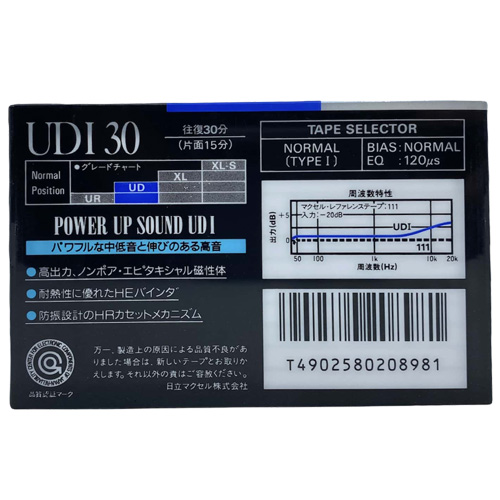 UDI 30
往復30分
(片面15分)
TAPE SELECTOR
NORMAL
(TYPE I)
BIAS:NORMAL
EQ :120μs
Normal
Position
●グレードチャート
XL-S
XL
UD
UR
POWER UP SOUND UD I
パワフルな中低音と伸びのある高音
●高出力、ノンポア・エピタキシャル磁性体
●耐熱性に優れたHEバインダ
●防振設計のHRカセットメカニズム
周波数特性
マクセル・レファレンステープ:111
入力:-20dB
出力(dB)
+5
0
UDI
111
50 100 1k 10k 20k
周波数(Hz)
T4902580208981
万一、製造上の原因による品質不良があ
りました場合は、新しいテープとお取りか
えします。それ以外の責はご容赦ください。
日立マクセル株式会社
品質認証マーク